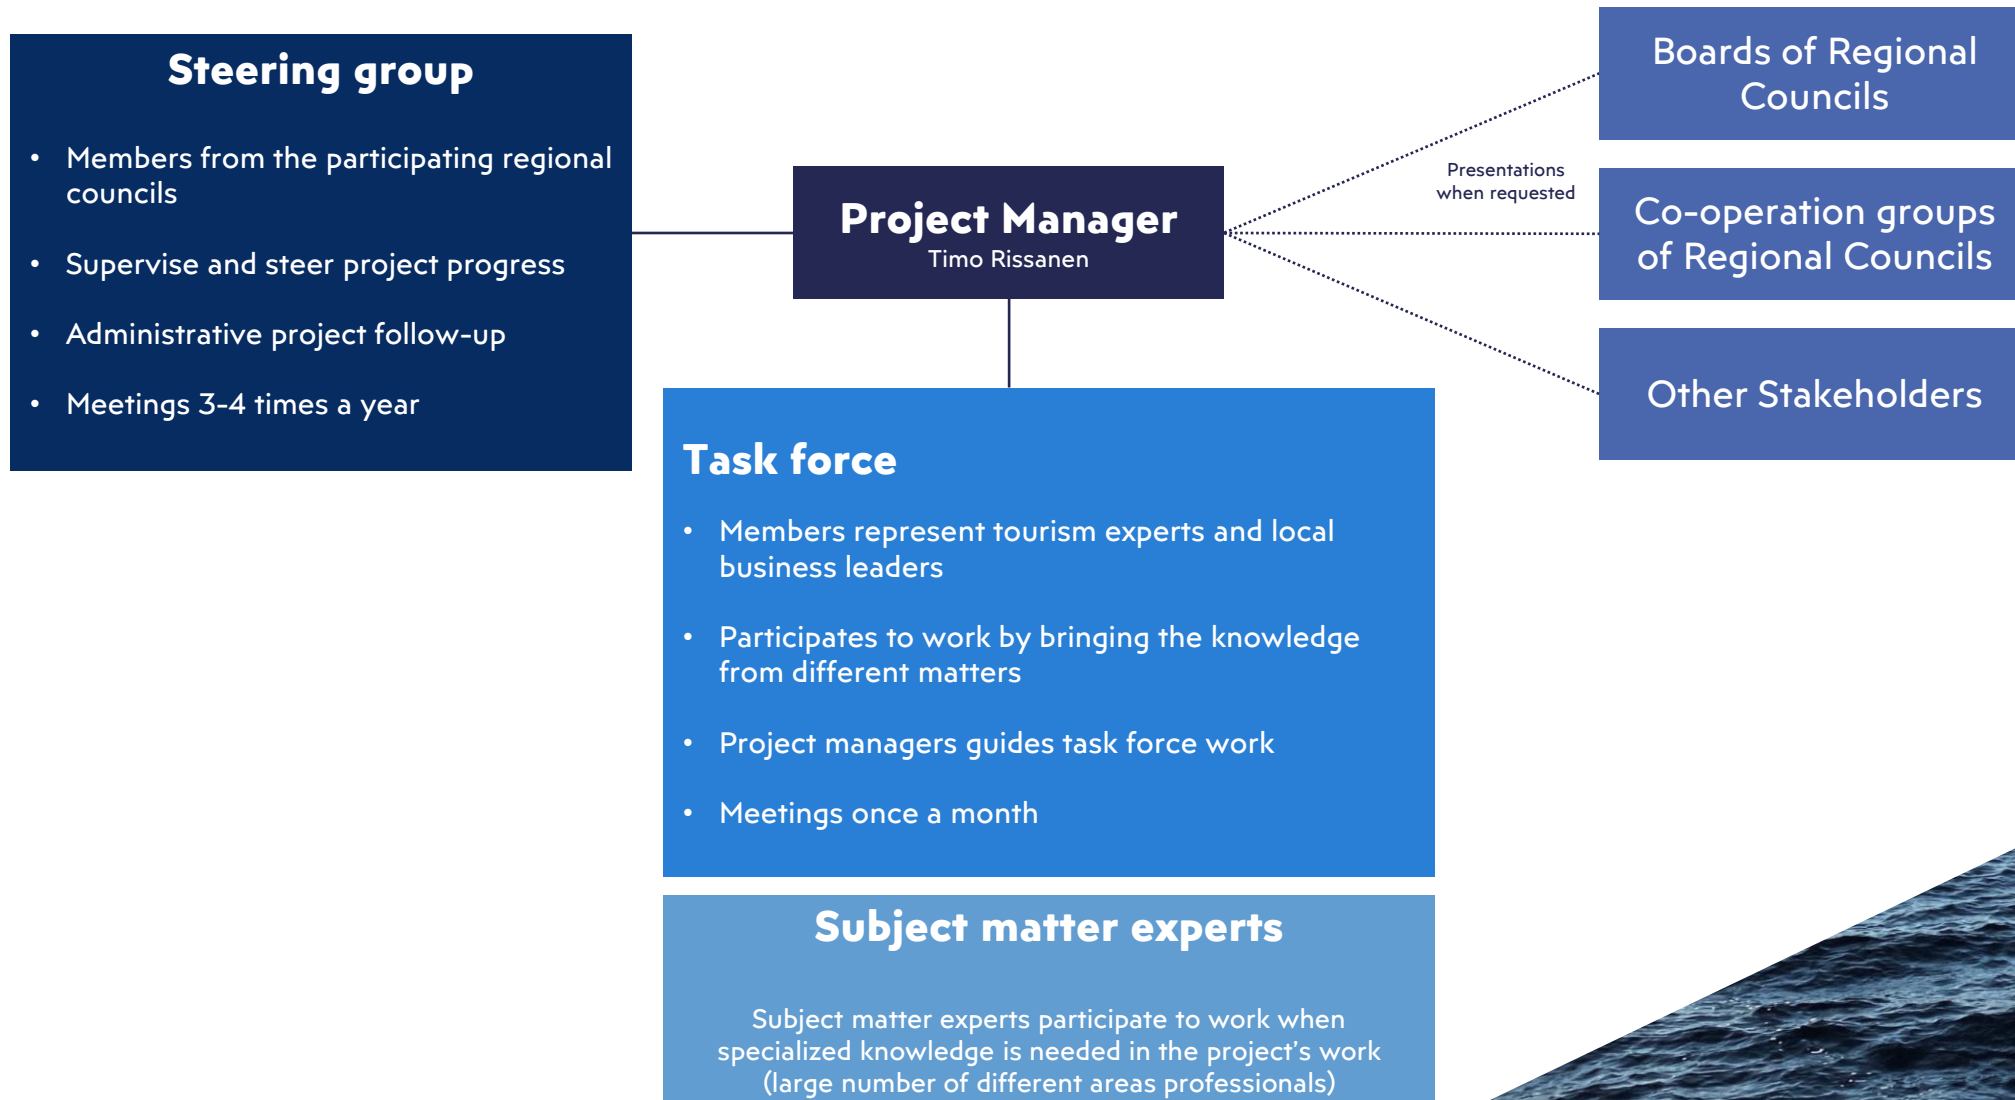 Steering group
• Members from the participating regional
councils
• Supervise and steer project progress
• Administrative project follow-up
• Meetings 3-4 times a year
Project Manager
Timo Rissanen
Presentations
when requested
Boards of Regional
Councils
Co-operation groups
of Regional Councils
Other Stakeholders
Task force
• Members represent tourism experts and local
business leaders
• Participates to work by bringing the knowledge
from different matters
• Project managers guides task force work
• Meetings once a month
Subject matter experts
Subject matter experts participate to work when
specialized knowledge is needed in the project’s work
(large number of different areas professionals)